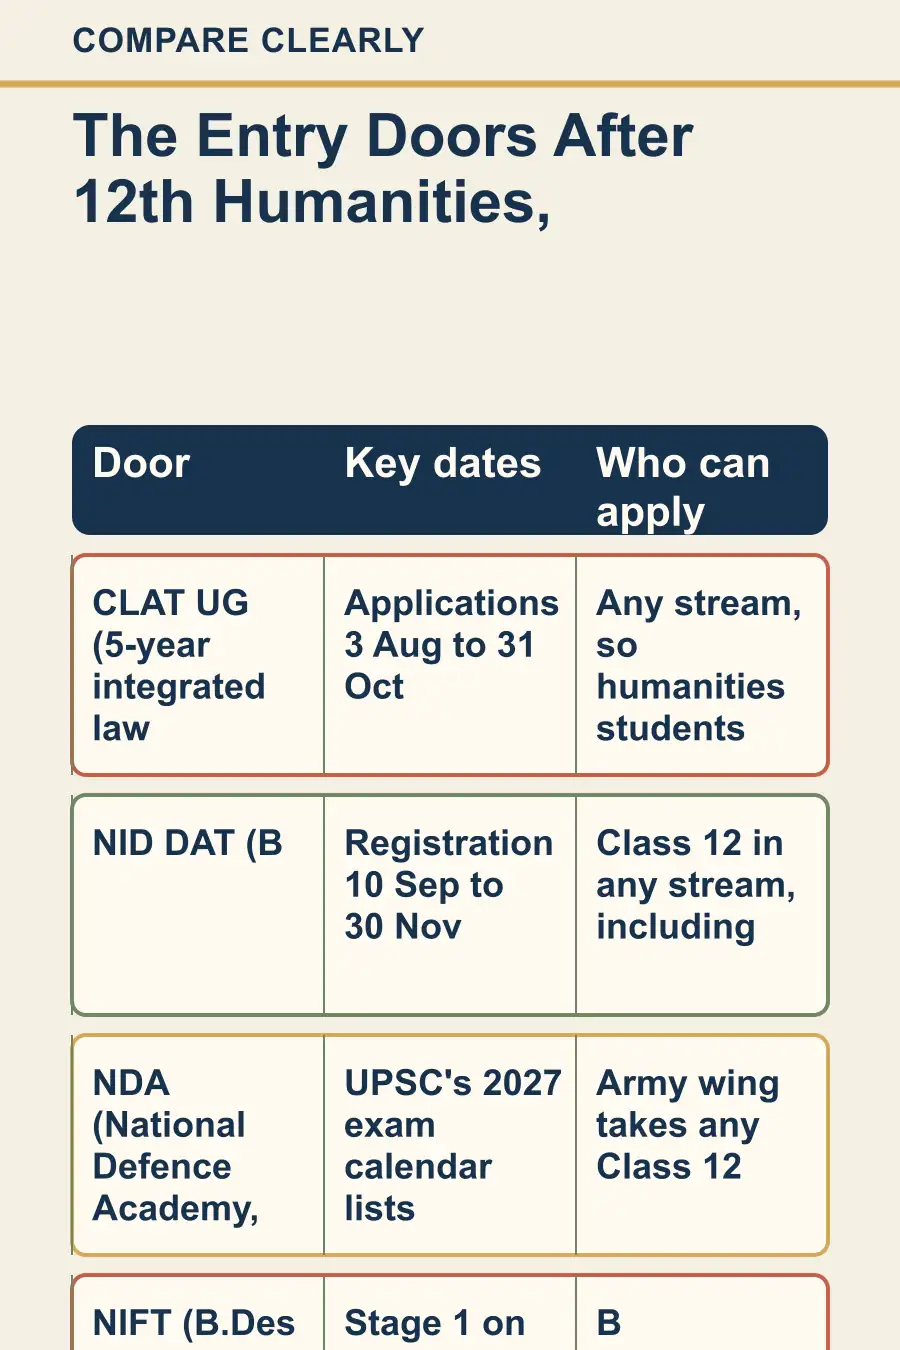 COMPARE CLEARLY
The Entry Doors After
12th Humanities,
Door
Key dates
Who can
apply
CLAT UG
(5-year
integrated
law
Applications
3 Aug to 31
Oct
Any stream,
so
humanities
students
NID DAT (B
Registration
10 Sep to
30 Nov
Class 12 in
any stream,
including
NDA
(National
Defence
Academy,
UPSC's 2027
exam
calendar
lists
Army wing
takes any
Class 12
NIFT (B.Des
Stage 1 on
B